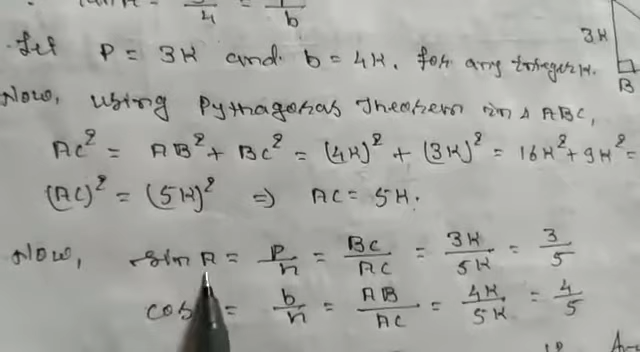 3/4 = P/b
Let P = 3K and b = 4K. for any integer K.
3K
B
Now, using Pythagoras Theorem in Δ ABC,
AC² = AB² + BC² = (4K)² + (3K)² = 16K² + 9K² =
(AC)² = (5K)² ⇒ AC = 5K.
Now, sin A = P/h = BC/AC = 3K/5K = 3/5
cos = b/h = AB/AC = 4K/5K = 4/5